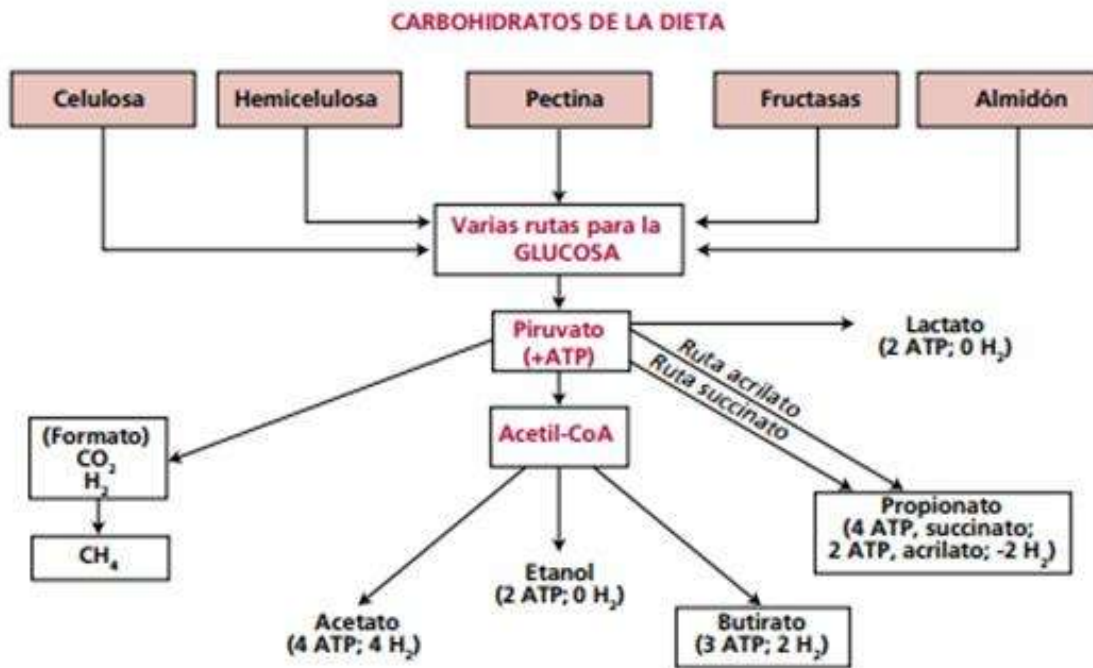 CARBOHIDRATOS DE LA DIETA
Celulosa
Hemicelulosa
Pectina
Fructasas
Almidón
Varias rutas para la
GLUCOSA
Piruvato
(+ATP)
Lactato
(2 ATP; 0 H₂)
Ruta acrilato
Ruta succinato
(Formato)
CO₂
H₂
Acetil-CoA
CH₄
Propionato
(4 ATP, succinato;
2 ATP, acrilato; -2 H₂)
Etanol
(2 ATP; 0 H₂)
Acetato
(4 ATP; 4 H₂)
Butirato
(3 ATP; 2 H₂)